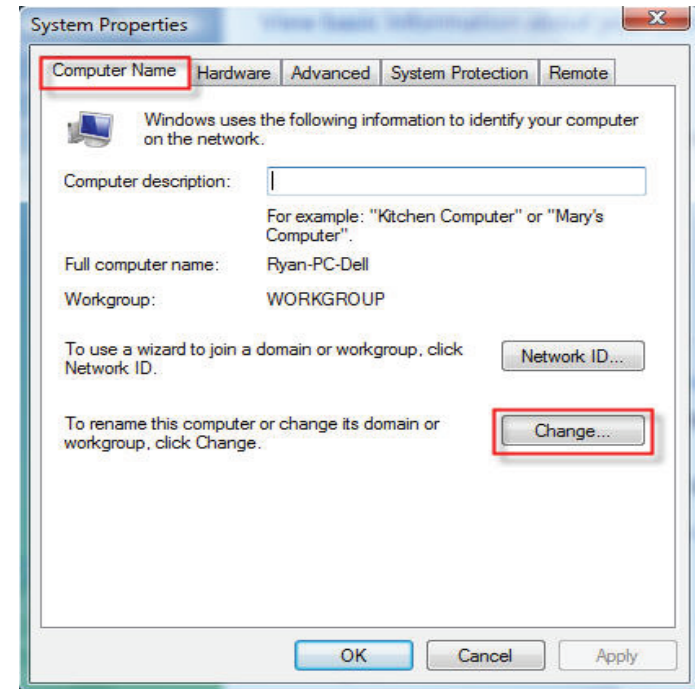 System Properties
Computer Name Hardware Advanced System Protection Remote
Windows uses the following information to identify your computer
on the network.
Computer description:
For example: "Kitchen Computer" or "Mary's
Computer".
Full computer name: Ryan-PC-Dell
Workgroup: WORKGROUP
To use a wizard to join a domain or workgroup, click
Network ID.
Network ID...
To rename this computer or change its domain or
workgroup, click Change.
Change...
OK Cancel Apply